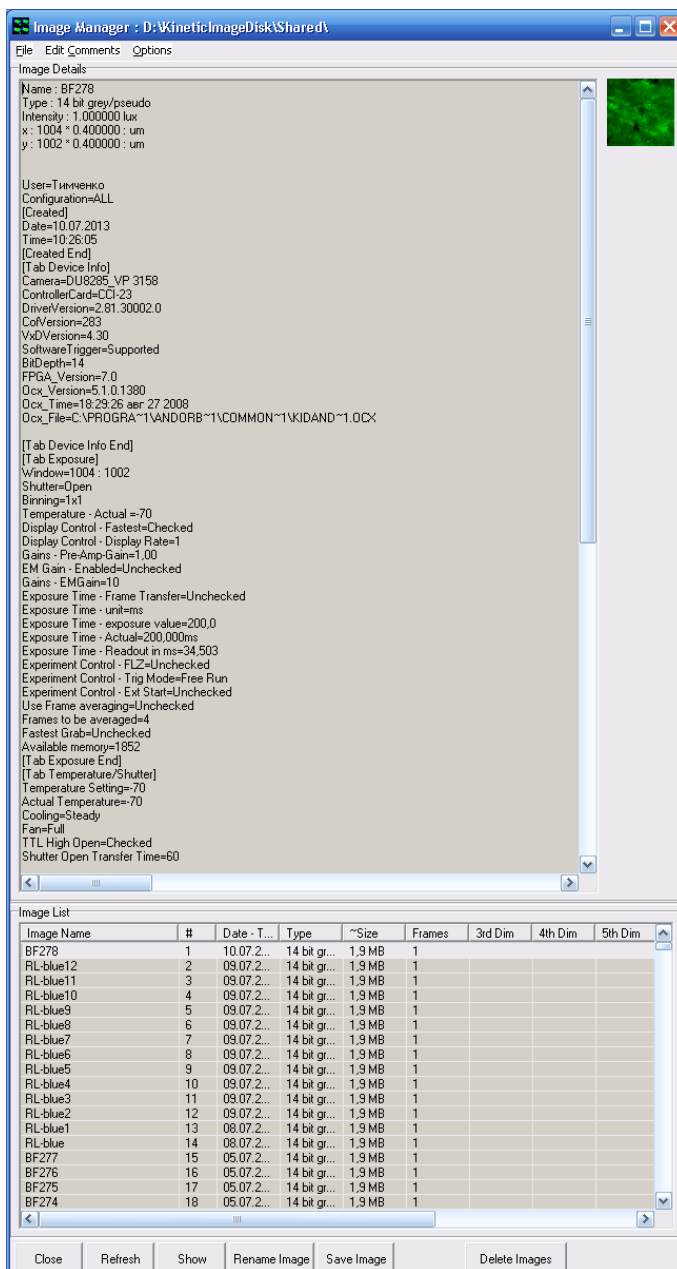 Image Manager : D:\KineticImageDisk\Shared\
File Edit Comments Options
Image Details
Name : BF278
Type : 14 bit grey/pseudo
Intensity : 1.000000 lux
x : 1004 * 0.400000 : um
y : 1002 * 0.400000 : um
User=Тимченко
Configuration=ALL
[Created]
Date=10.07.2013
Time=10:26:05
[Created End]
[Tab Device Info]
Camera=DU8285_VP 3158
ControllerCard=CCI-23
DriverVersion=2.81.30002.0
CofVersion=283
VxDVersion=4.30
SoftwareTrigger=Supported
BitDepth=14
FPGA_Version=7.0
Ocx_Version=5.1.0.1380
Ocx_Time=18:29:26 авг 27 2008
Ocx_File=C:\PROGRA~1\ANDORB~1\COMMON~1\KIDAND~1.OCX
[Tab Device Info End]
[Tab Exposure]
Window=1004 : 1002
Shutter=Open
Binning=1x1
Temperature - Actual =-70
Display Control - Fastest=Checked
Display Control - Display Rate=1
Gains - Pre-Amp-Gain=1,00
EM Gain - Enabled=Unchecked
Gains - EMGain=10
Exposure Time - Frame Transfer=Unchecked
Exposure Time - unit=ms
Exposure Time - exposure value=200,0
Exposure Time - Actual=200,000ms
Exposure Time - Readout in ms=34,503
Experiment Control - FLZ=Unchecked
Experiment Control - Trig Mode=Free Run
Experiment Control - Ext Start=Unchecked
Use Frame averaging=Unchecked
Frames to be averaged=4
Fastest Grab=Unchecked
Available memory=1852
[Tab Exposure End]
[Tab Temperature/Shutter]
Temperature Setting=-70
Actual Temperature=-70
Cooling=Steady
Fan=Full
TTL High Open=Checked
Shutter Open Transfer Time=60
Image List
Image Name # Date - T... Type ~Size Frames 3rd Dim 4th Dim 5th Dim
BF278 1 10.07.2... 14 bit gr... 1,9 MB 1
RL-blue12 2 09.07.2... 14 bit gr... 1,9 MB 1
RL-blue11 3 09.07.2... 14 bit gr... 1,9 MB 1
RL-blue10 4 09.07.2... 14 bit gr... 1,9 MB 1
RL-blue9 5 09.07.2... 14 bit gr... 1,9 MB 1
RL-blue8 6 09.07.2... 14 bit gr... 1,9 MB 1
RL-blue7 7 09.07.2... 14 bit gr... 1,9 MB 1
RL-blue6 8 09.07.2... 14 bit gr... 1,9 MB 1
RL-blue5 9 09.07.2... 14 bit gr... 1,9 MB 1
RL-blue4 10 09.07.2... 14 bit gr... 1,9 MB 1
RL-blue3 11 09.07.2... 14 bit gr... 1,9 MB 1
RL-blue2 12 09.07.2... 14 bit gr... 1,9 MB 1
RL-blue1 13 08.07.2... 14 bit gr... 1,9 MB 1
RL-blue 14 08.07.2... 14 bit gr... 1,9 MB 1
BF277 15 05.07.2... 14 bit gr... 1,9 MB 1
BF276 16 05.07.2... 14 bit gr... 1,9 MB 1
BF275 17 05.07.2... 14 bit gr... 1,9 MB 1
BF274 18 05.07.2... 14 bit gr... 1,9 MB 1
Close Refresh Show Rename Image Save Image Delete Images